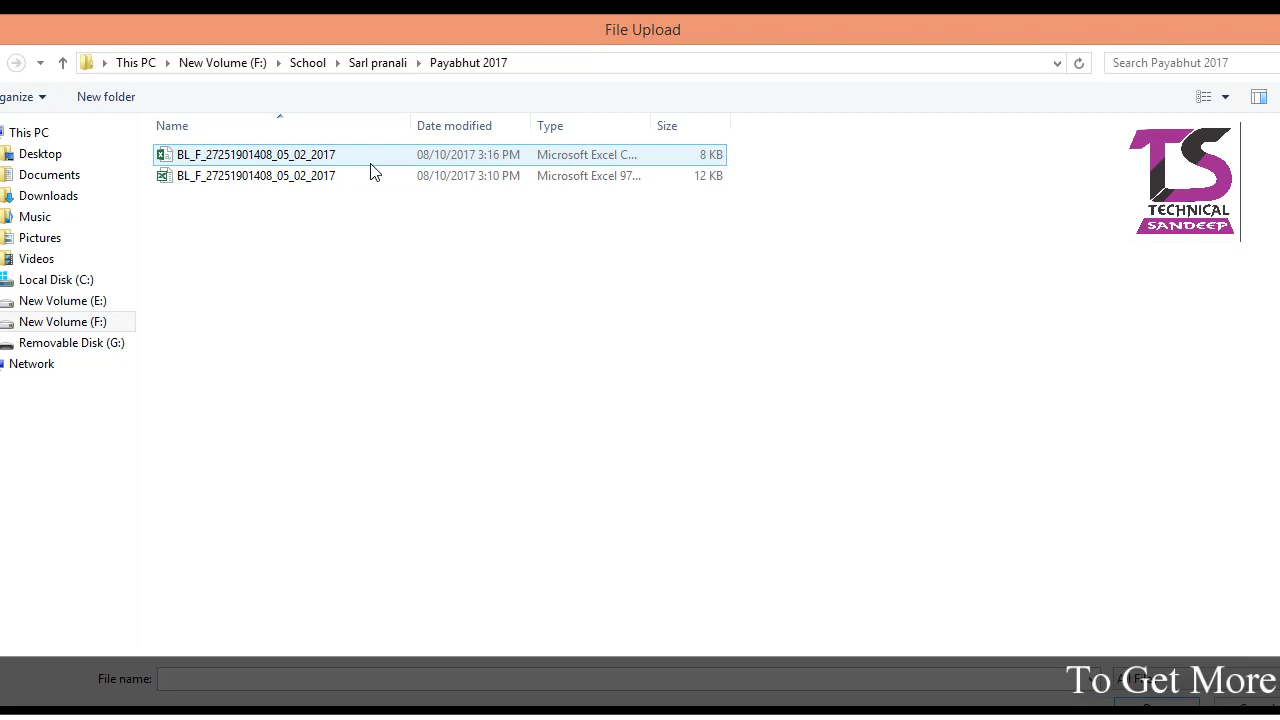 File Upload
This PC
New Volume (F:)
School
Sarl pranali
Payabhut 2017
Search Payabhut 2017
ganize
New folder
Name
Date modified
Type
Size
BL_F_27251901408_05_02_2017
08/10/2017 3:16 PM
Microsoft Excel C...
8 KB
BL_F_27251901408_05_02_2017
08/10/2017 3:10 PM
Microsoft Excel 97...
12 KB
This PC
Desktop
Documents
Downloads
Music
Pictures
Videos
Local Disk (C:)
New Volume (E:)
New Volume (F:)
Removable Disk (G:)
Network
TS
TECHNICAL
SANDEEP
File name:
To Get More